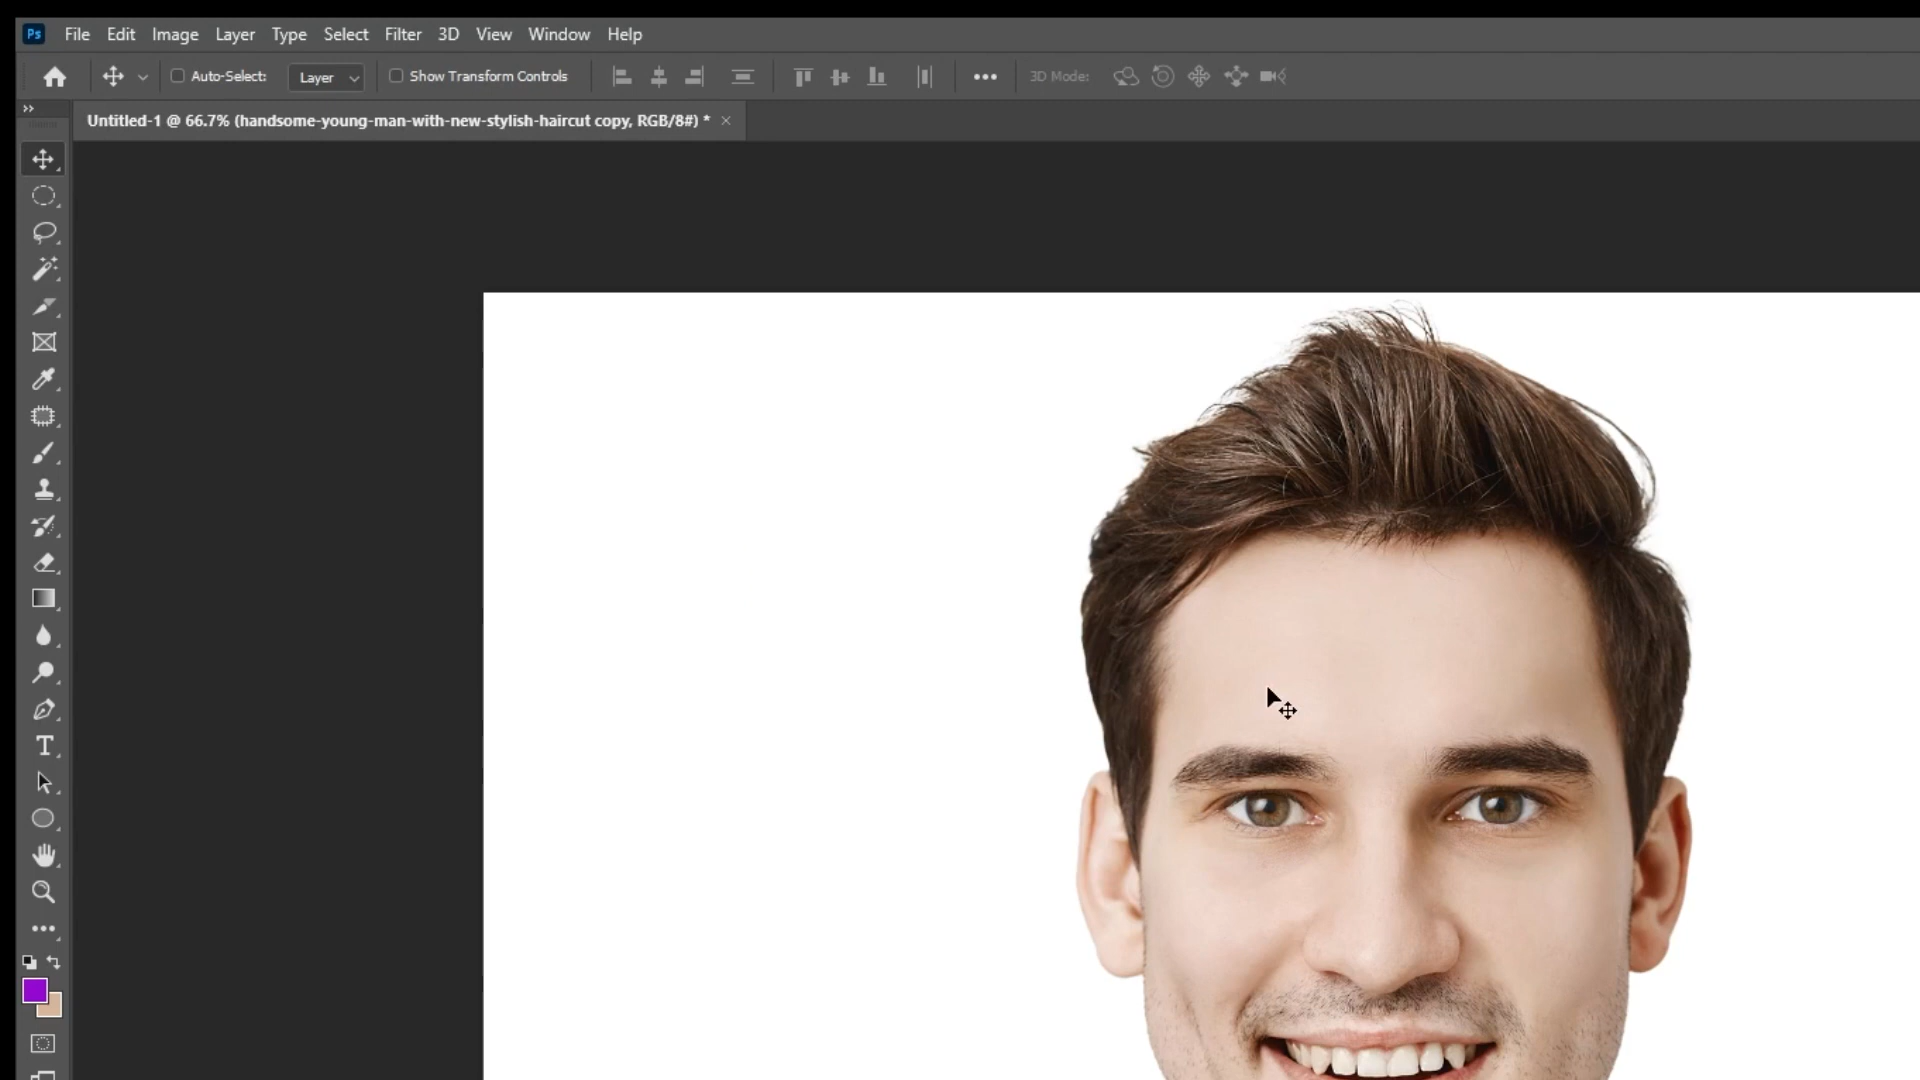 Ps File Edit Image Layer Type Select Filter 3D View Window Help
Auto-Select: Layer Show Transform Controls 3D Mode:
Untitled-1 @ 66.7% (handsome-young-man-with-new-stylish-haircut copy, RGB/8#) *
T